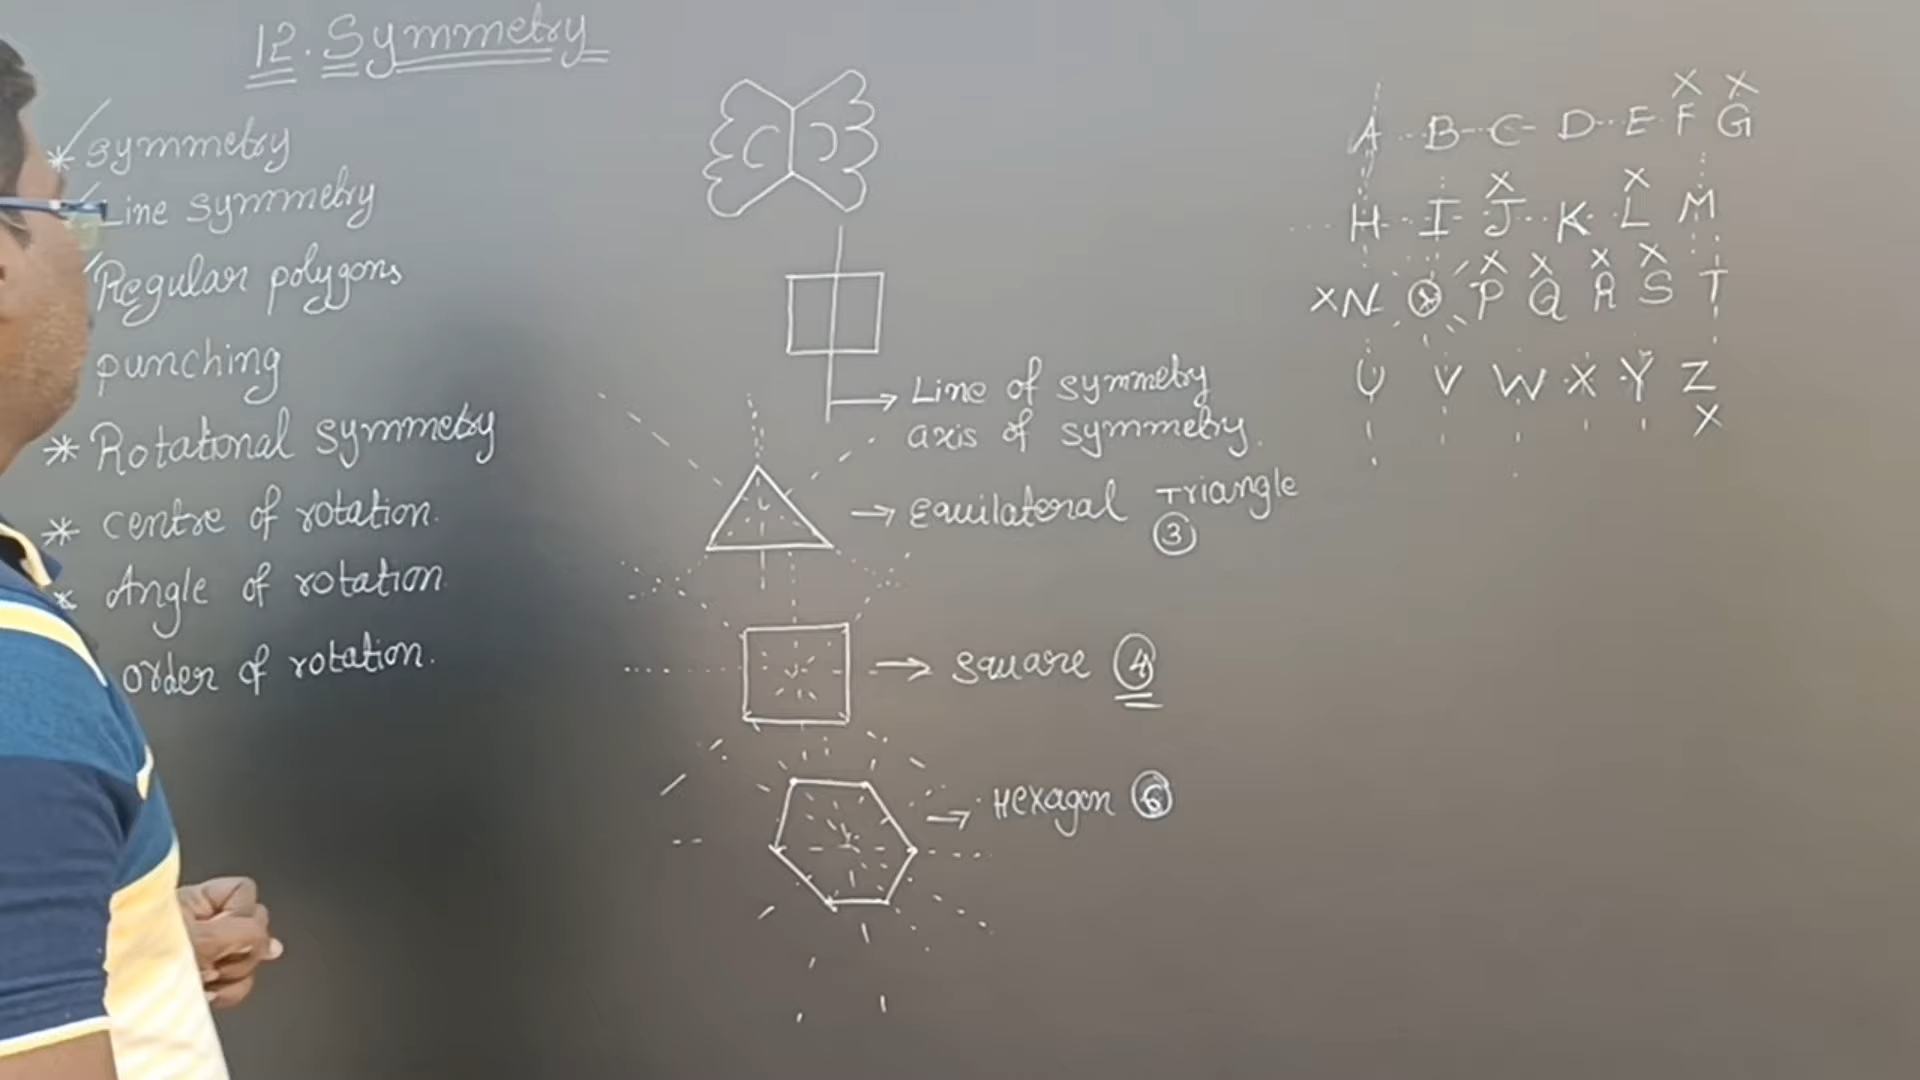 12. Symmetry
* symmetry
Line symmetry
Regular polygons
punching
* Rotational symmetry
* centre of rotation.
* Angle of rotation
order of rotation.
→ Line of symmetry
axis of symmetry.
→ equilateral Triangle
3
→ square 4
→ Hexagon 6
X X
A B C D E F G
X X
H I J K L M
X X X X
X N O P Q R S T
U V W X Y Z
X